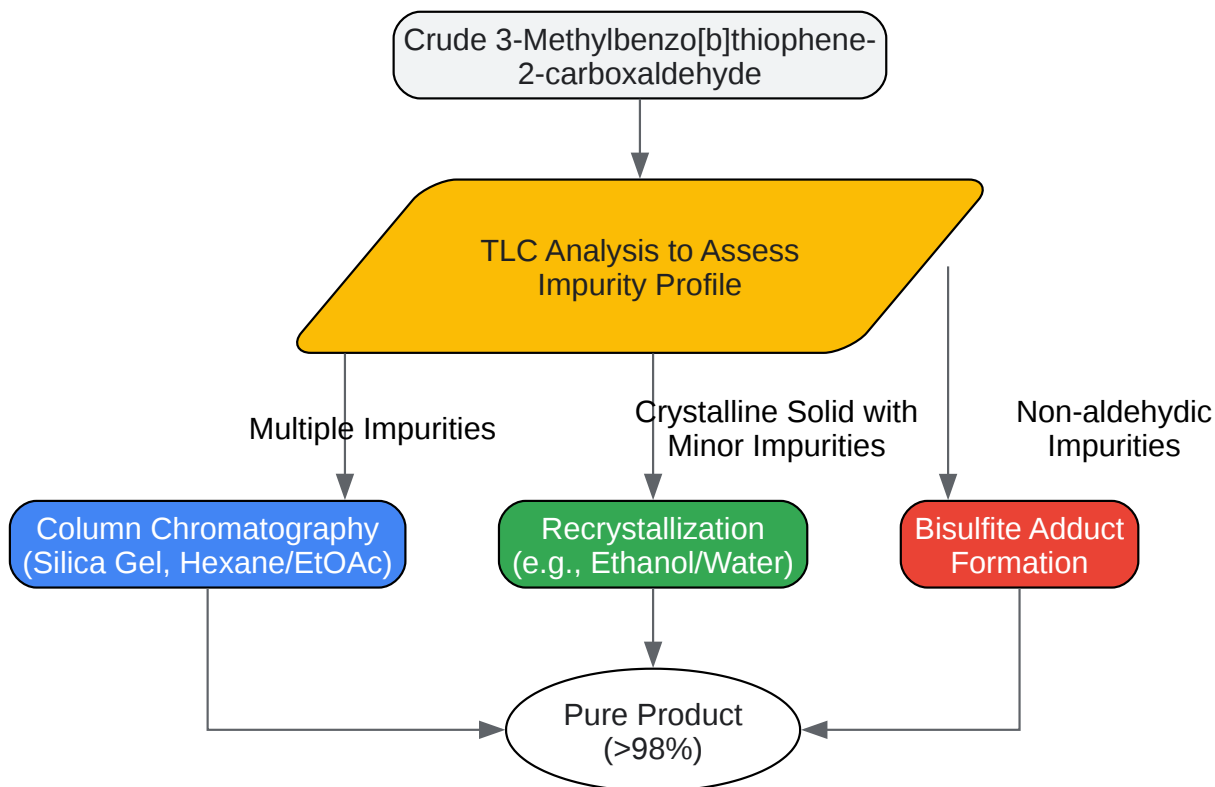 Crude 3-Methylbenzo[b]thiophene-
2-carboxaldehyde
TLC Analysis to Assess
Impurity Profile
Multiple Impurities
Crystalline Solid with
Minor Impurities
Non-aldehydic
Impurities
Column Chromatography
(Silica Gel, Hexane/EtOAc)
Recrystallization
(e.g., Ethanol/Water)
Bisulfite Adduct
Formation
Pure Product
(>98%)